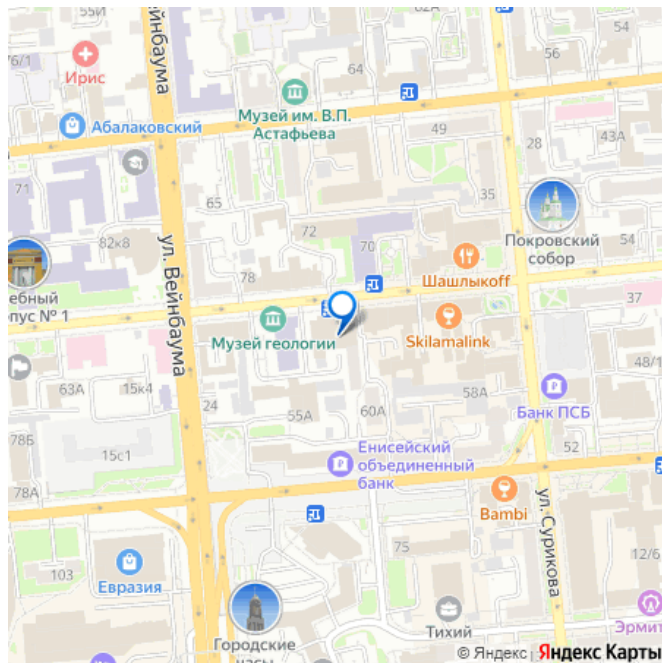 55и
62А
76/1
Ирис
ул. Вейнбаума
64
56
54
Музей им. В.П.
Астафьева
Абалаковский
49
28
43А
71
65
35
72
82к8
70
Покровский
собор
54
78
Шашлыкoff
ебный
рпус № 1
37
Музей геологии
Skilamalink
ул. Вейнбаума
48/1
63А
15к4
24
55А
60А
58А
Банк ПСБ
78Б
15с1
Енисейский
объединенный
банк
52
78А
Bambi
ул. Сурикова
75
12/6
103
Евразия
Эрмит
Городские
часы
Тихий
© Яндекс
Яндекс Карты